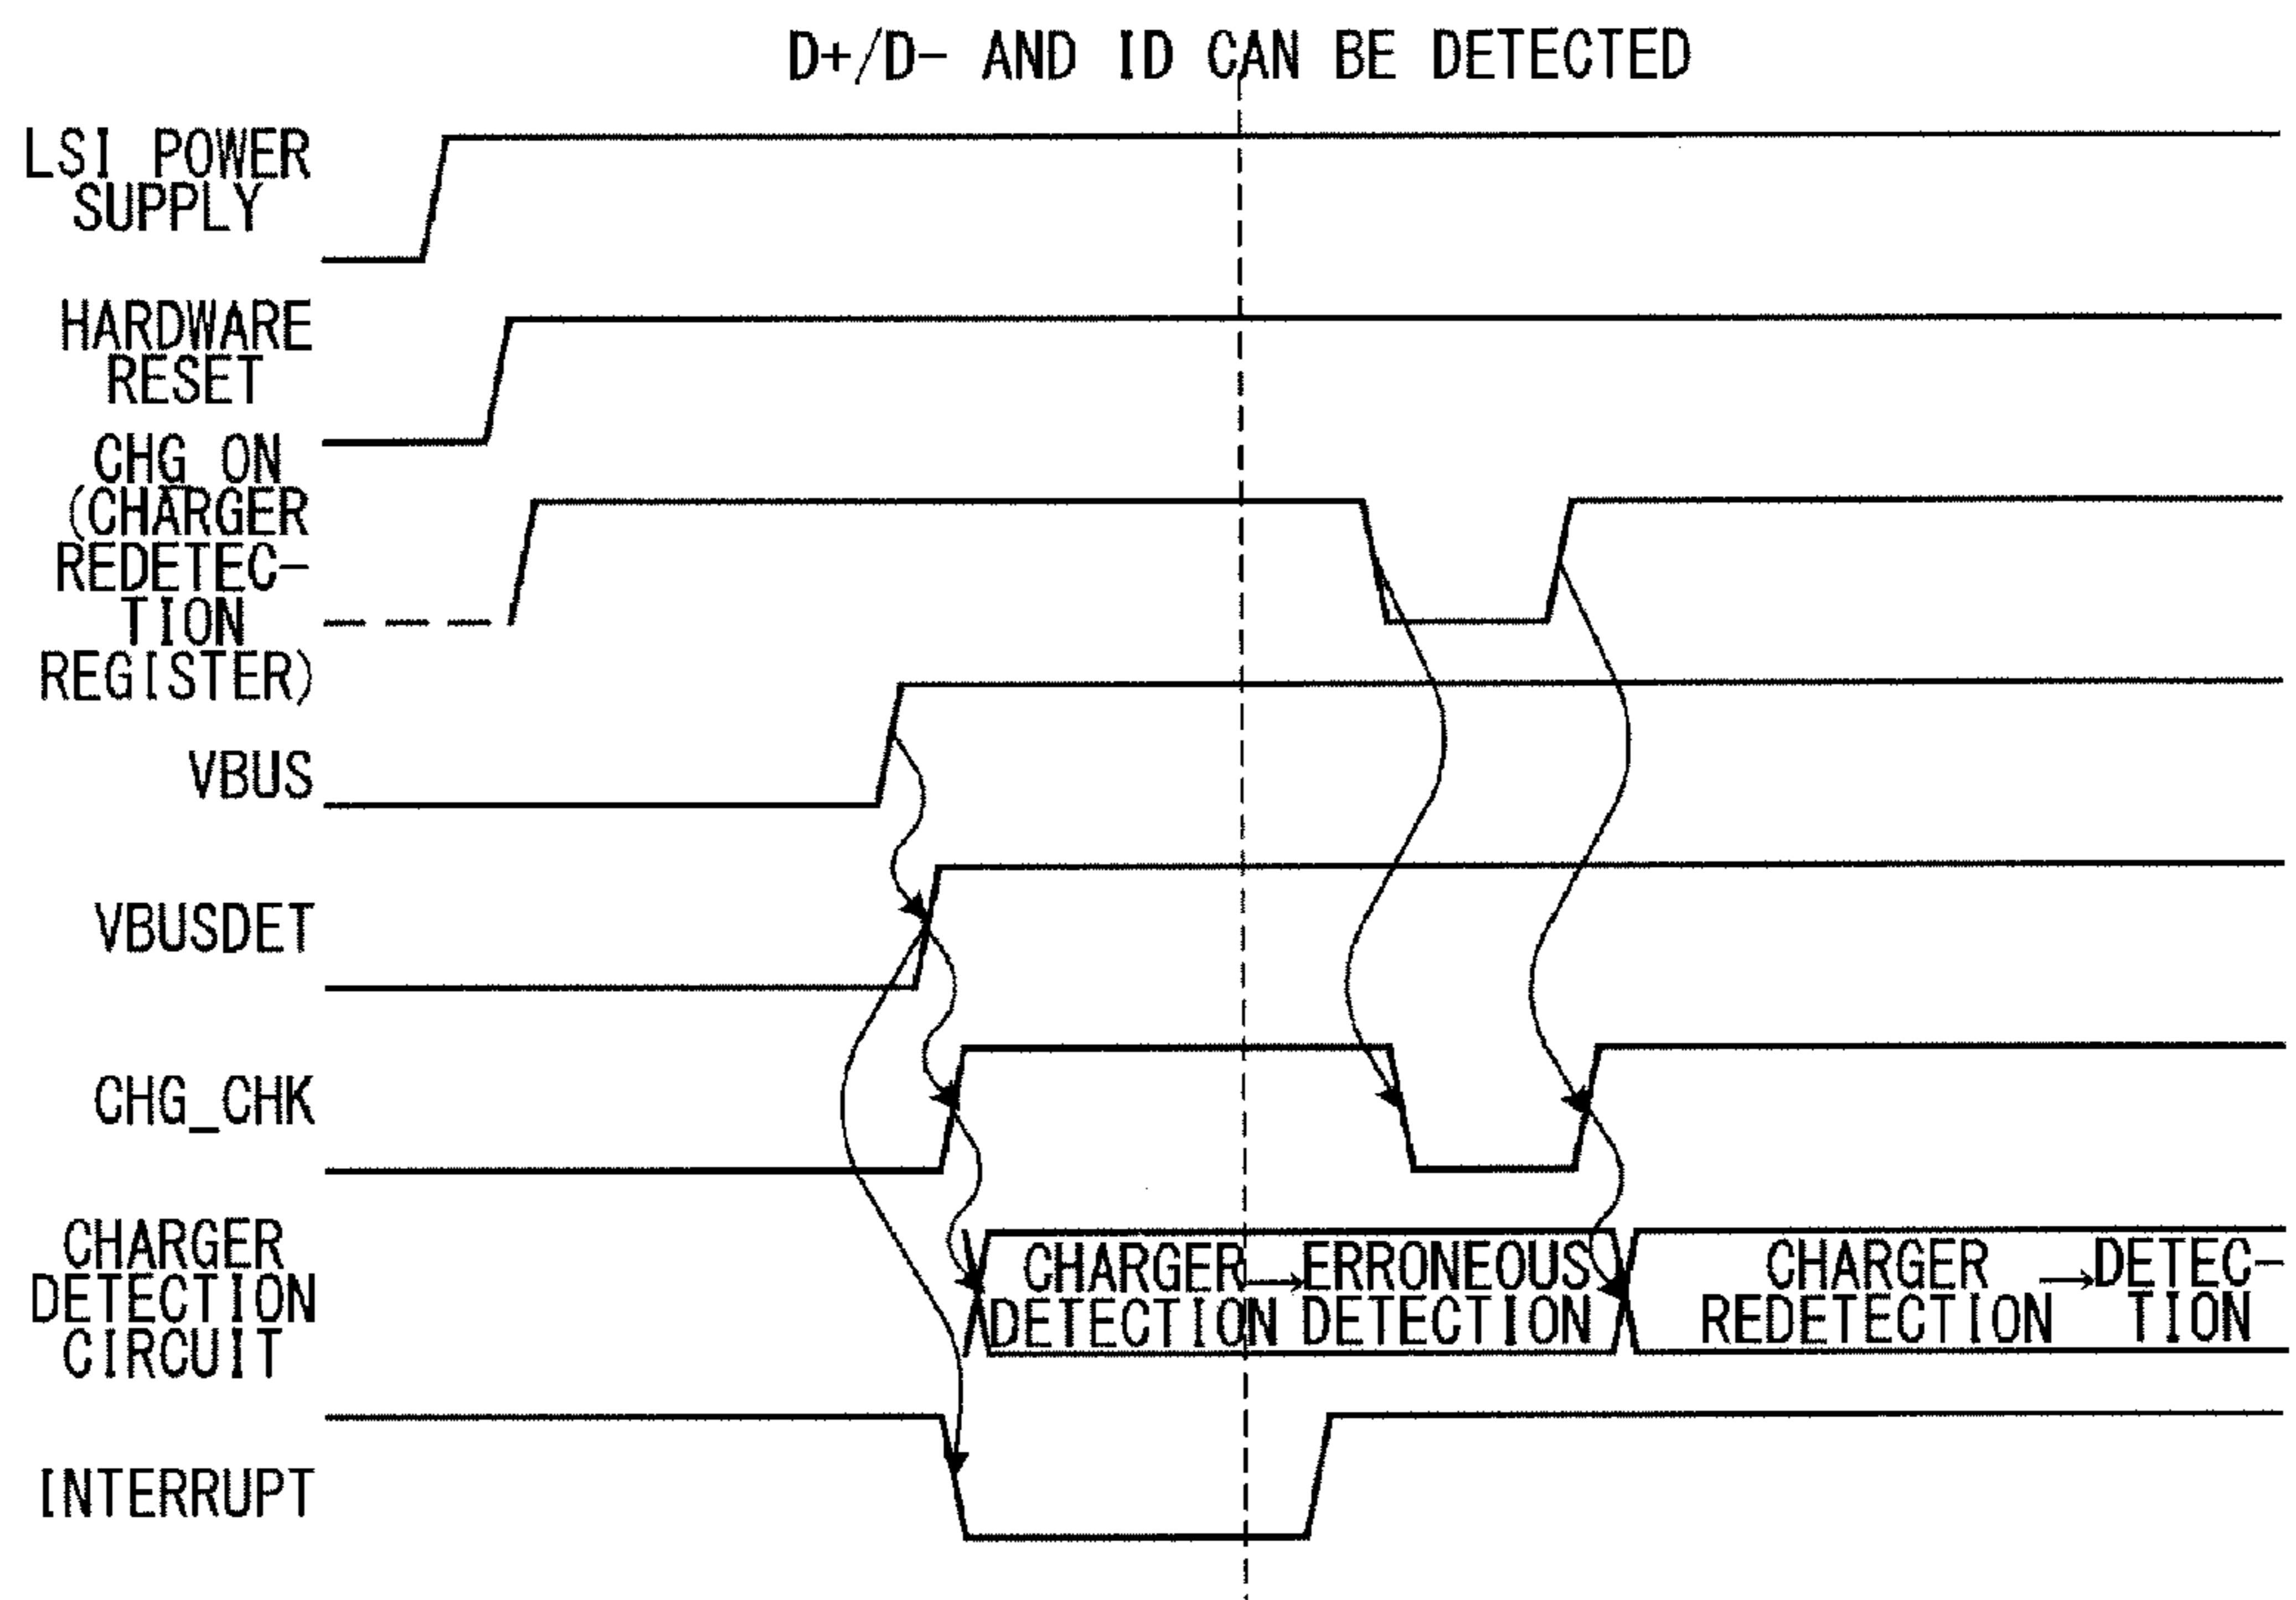 D+/D- AND ID CAN BE DETECTED
LSI POWER
SUPPLY
HARDWARE
RESET
CHG_ON
(CHARGER
REDETEC-
TION
REGISTER)
VBUS
VBUSDET
CHG_CHK
CHARGER
DETECTION
CIRCUIT
CHARGER→ERRONEOUS
DETECTION DETECTION
CHARGER →DETEC-
REDETECTION TION
INTERRUPT